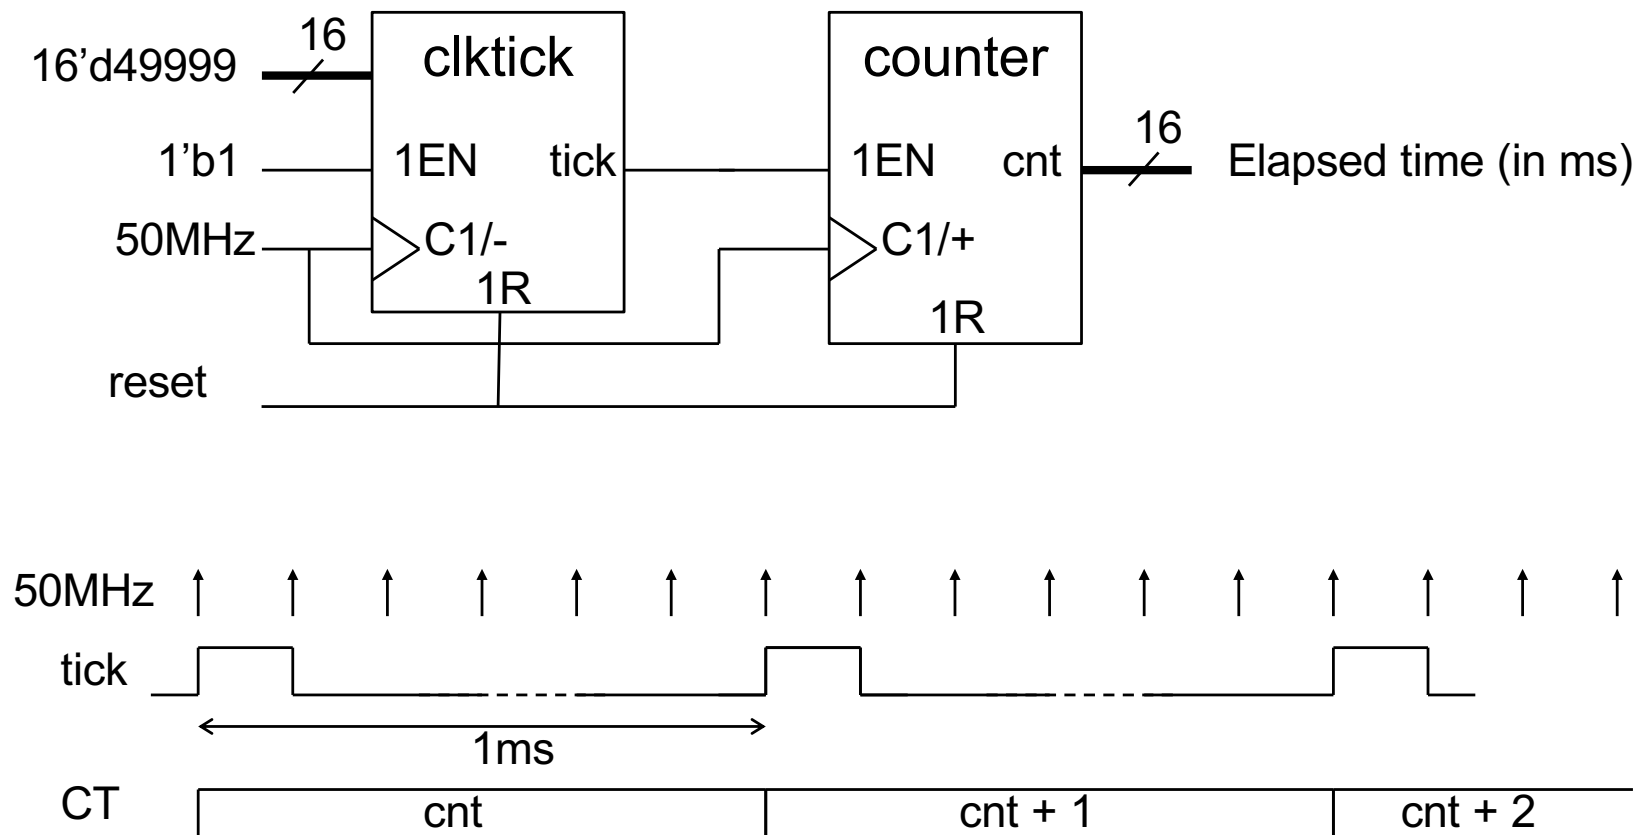 16'd49999
16
clktick
1'b1
1EN
tick
50MHz
C1/-
1R
reset
counter
1EN
cnt
C1/+
1R
16
Elapsed time (in ms)
50MHz
tick
1ms
CT
cnt
cnt + 1
cnt + 2